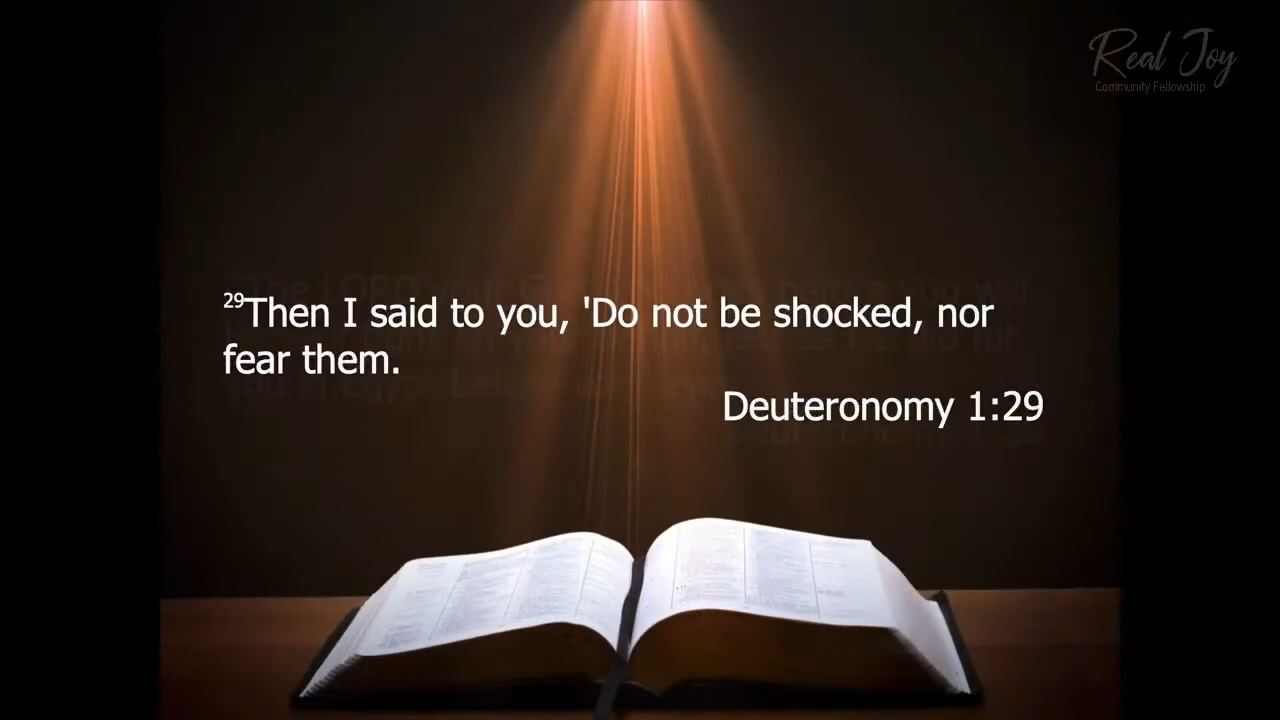 Real Joy
Community Fellowship
29Then I said to you, 'Do not be shocked, nor
fear them.
Deuteronomy 1:29